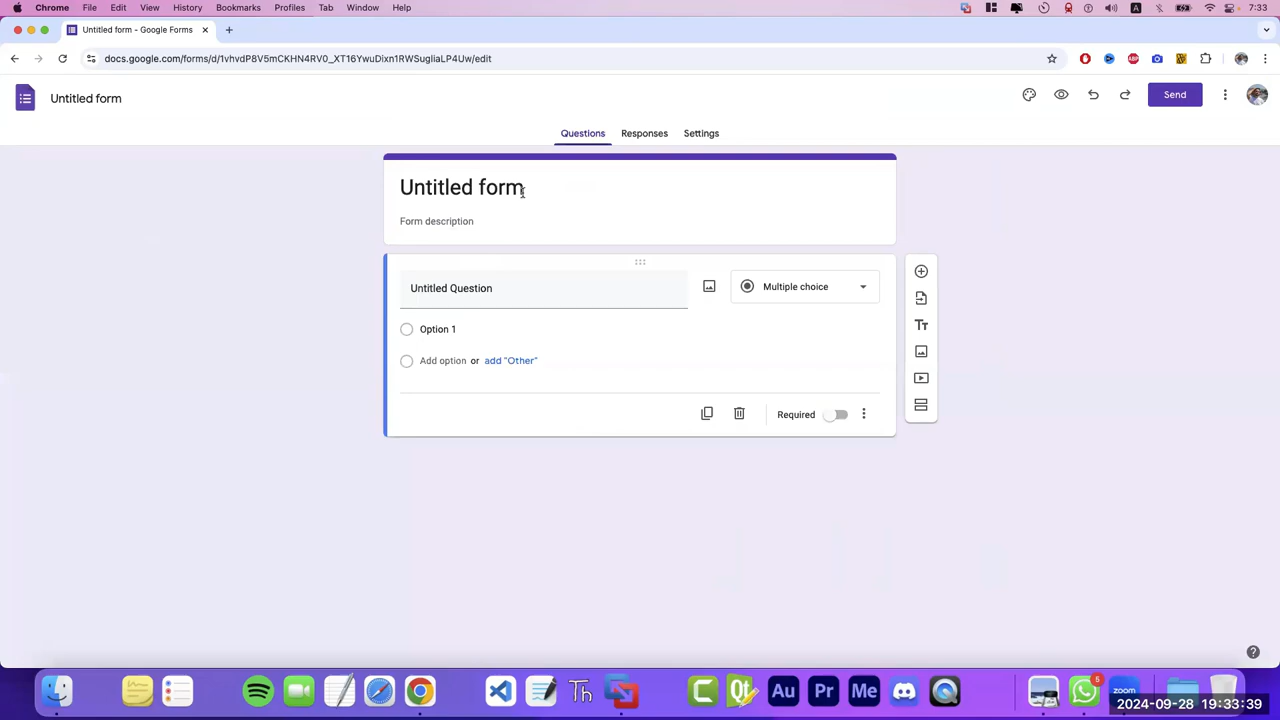 Chrome File Edit View History Bookmarks Profiles Tab Window Help A 7:33
Untitled form - Google Forms
docs.google.com/forms/d/1vhvdP8V5mCKHN4RV0_XT16YwuDixn1RWSugliaLP4Uw/edit
ABP
Untitled form
Send
Questions Responses Settings
Untitled form
Form description
Untitled Question
Multiple choice
Option 1
Tt
Add option or add "Other"
Required
Th Au Pr Me 5 zoom
2024-09-28 19:33:39